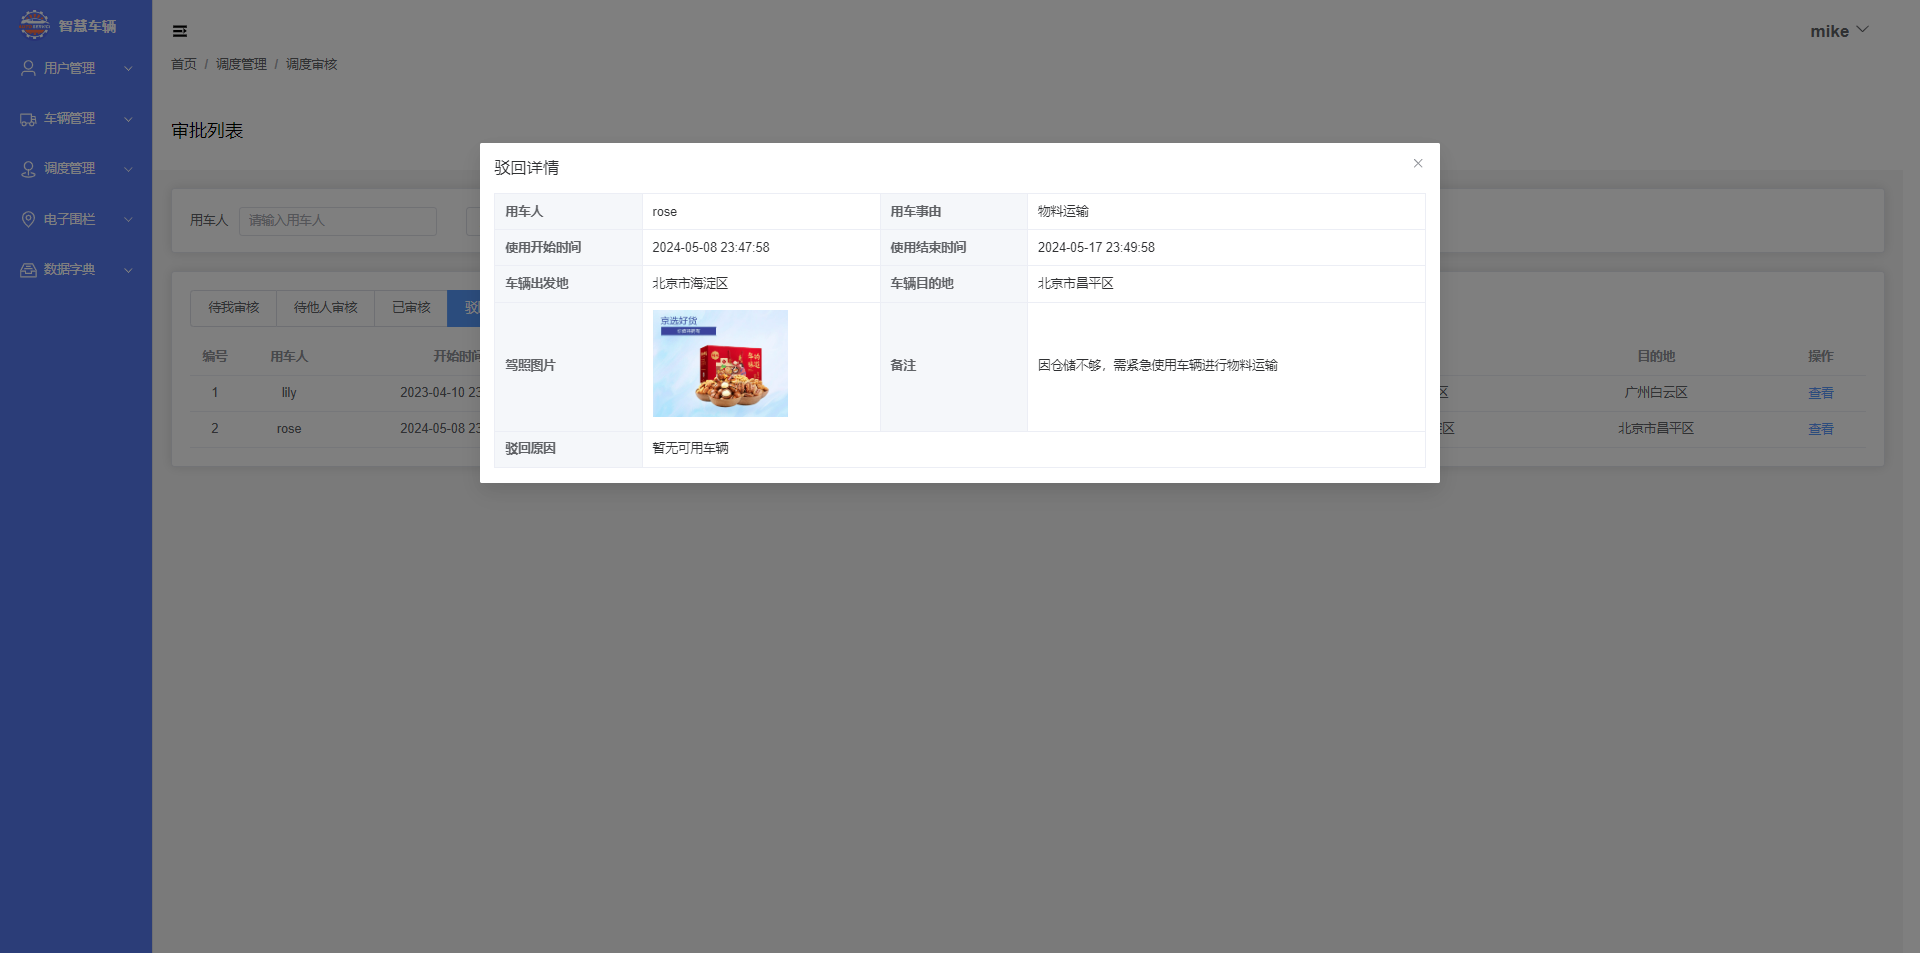 智慧车辆
用户管理
车辆管理
调度管理
电子围栏
数据字典
mike
首页 / 调度管理 / 调度审核
审批列表
用车人 请输入用车人
待我审核 待他人审核 已审核
编号 用车人 开始时间 目的地 操作
1 lily 2023-04-10 23 区 广州白云区 查看
2 rose 2024-05-08 23 区 北京市昌平区 查看
驳回详情
用车人 rose 用车事由 物料运输
使用开始时间 2024-05-08 23:47:58 使用结束时间 2024-05-17 23:49:58
车辆出发地 北京市海淀区 车辆目的地 北京市昌平区
京选好货
驾照图片 备注 因仓储不够，需紧急使用车辆进行物料运输
驳回原因 暂无可用车辆